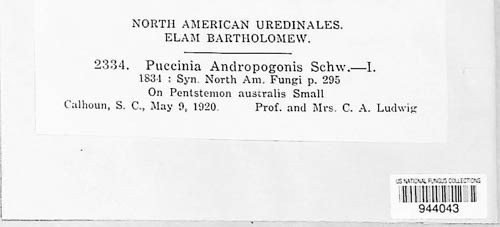 NORTH AMERICAN UREDINALES.
ELAM BARTHOLOMEW.
2334. Puccinia Andropogonis Schw.—I.
1834 : Syn. North Am. Fungi p. 295
On Pentstemon australis Small
Calhoun, S. C., May 9, 1920. Prof. and Mrs. C. A. Ludwig
US NATIONAL FUNGUS COLLECTIONS
944043